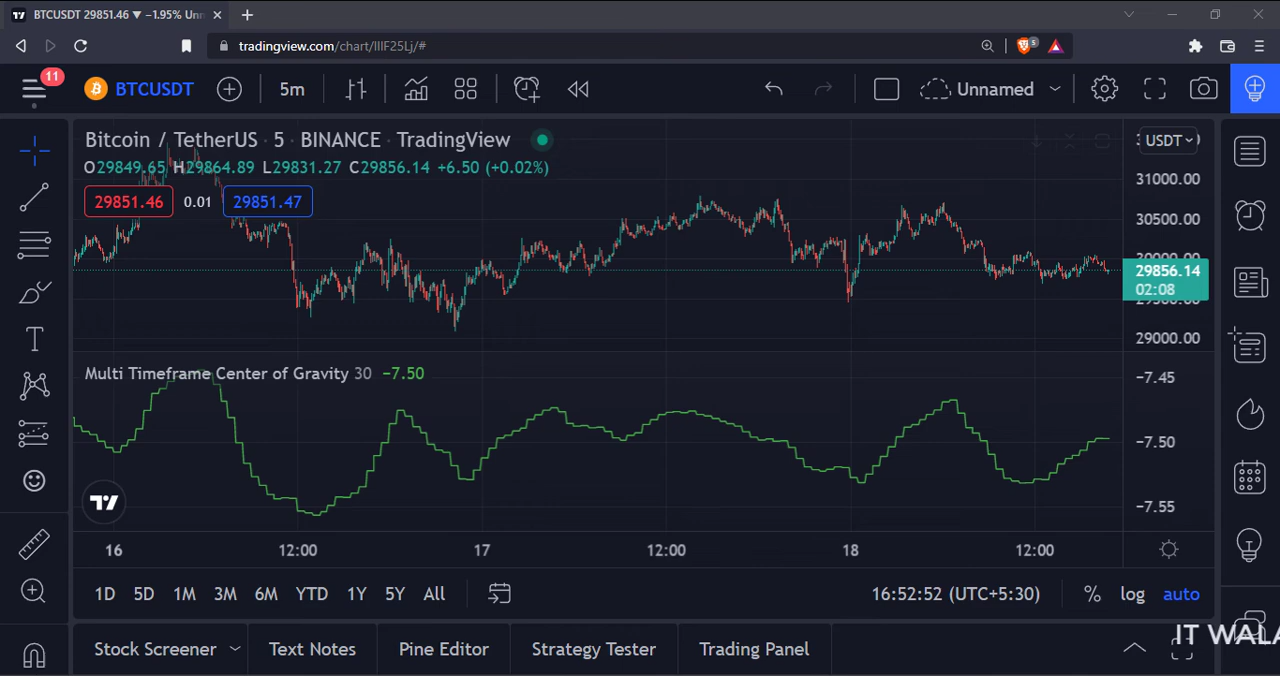 BTCUSDT 29851.46 ▼ −1.95% Unn
tradingview.com/chart/IIIF25Lj/#
5
11
BTCUSDT
5m
Unnamed
Bitcoin / TetherUS · 5 · BINANCE · TradingView
USDT
O29849.65 H29864.89 L29831.27 C29856.14 +6.50 (+0.02%)
29851.46 0.01 29851.47
31000.00
30500.00
29856.14
02:08
29000.00
Multi Timeframe Center of Gravity 30 −7.50
−7.45
−7.50
−7.55
16 12:00 17 12:00 18 12:00
1D 5D 1M 3M 6M YTD 1Y 5Y All
16:52:52 (UTC+5:30) % log auto
Stock Screener Text Notes Pine Editor Strategy Tester Trading Panel
IT WALA